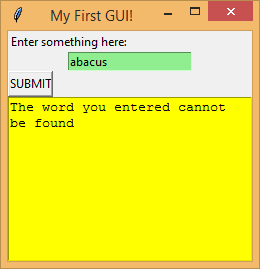 My First GUI!
Enter something here:
abacus
SUBMIT
The word you entered cannot
be found